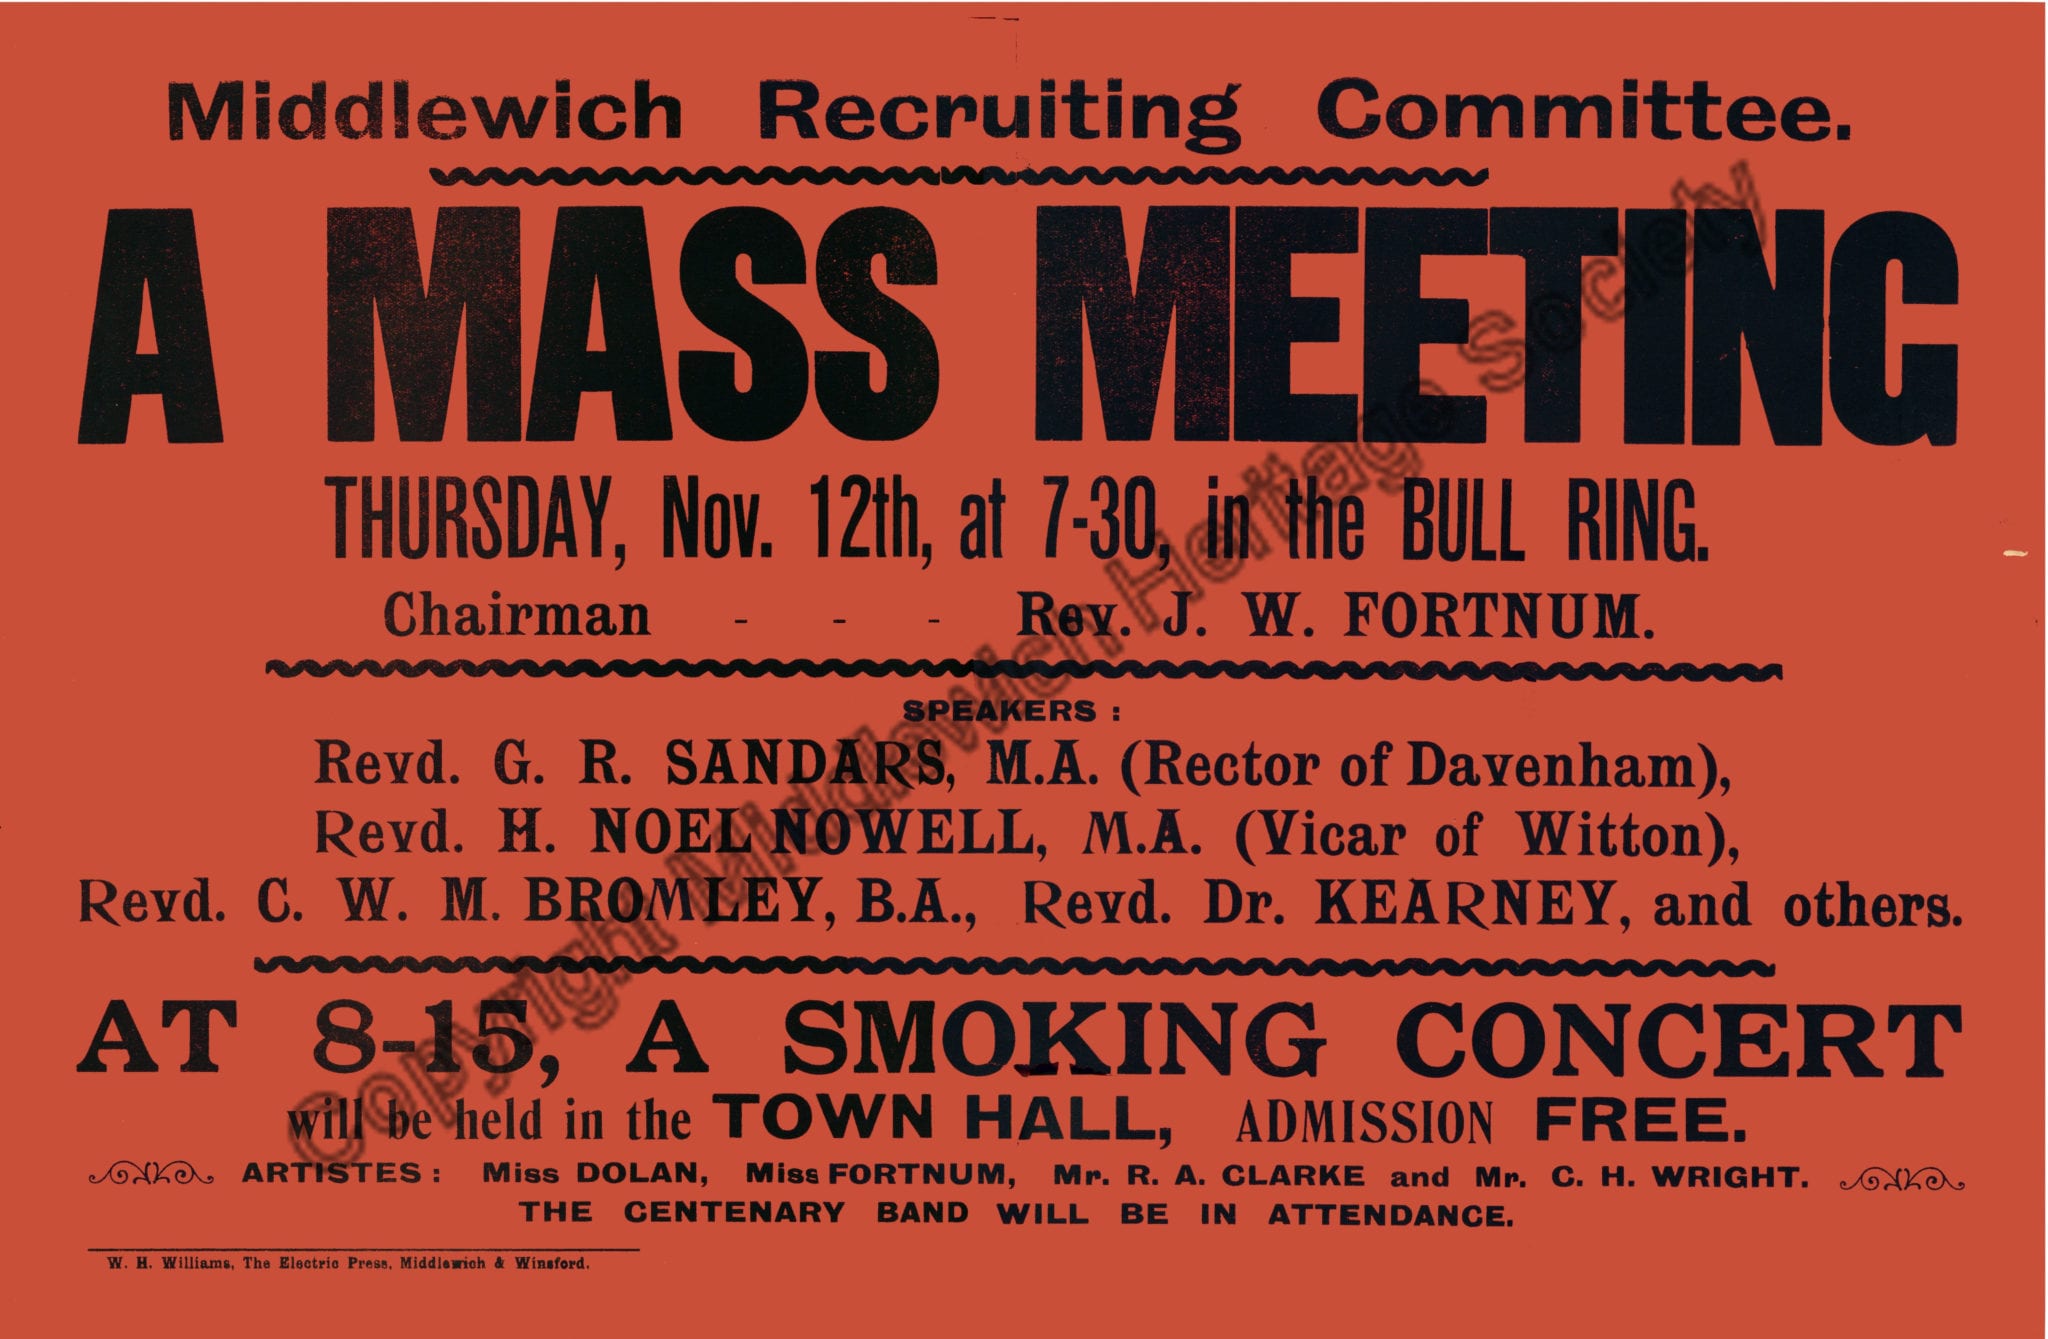 Middlewich Recruiting Committee.
A MASS MEETING
THURSDAY, Nov. 12th, at 7-30, in the BULL RING.
Chairman - - - Rev. J. W. FORTNUM.
SPEAKERS :
Revd. G. R. SANDARS, M.A. (Rector of Davenham),
Revd. H. NOEL NOWELL, M.A. (Vicar of Witton),
Revd. C. W. M. BROMLEY, B.A., Revd. Dr. KEARNEY, and others.
AT 8-15, A SMOKING CONCERT
will be held in the TOWN HALL, ADMISSION FREE.
ARTISTES : Miss DOLAN, Miss FORTNUM, Mr. R. A. CLARKE and Mr. C. H. WRIGHT.
THE CENTENARY BAND WILL BE IN ATTENDANCE.
W. H. Williams, The Electric Press, Middlewich & Winsford.
Copyright Middlewich Heritage Society